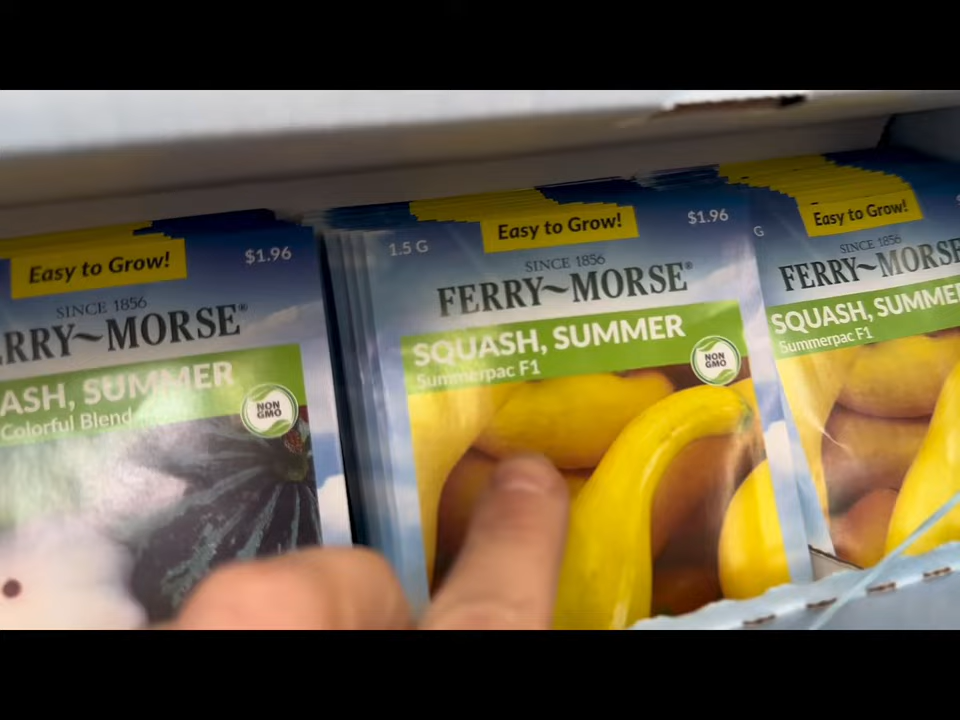 Easy to Grow!
$1.96
SINCE 1856
RRY~MORSE®
ASH, SUMMER
Colorful Blend
NON
GMO
1.5 G
Easy to Grow!
$1.96
SINCE 1856
FERRY~MORSE®
SQUASH, SUMMER
Summerpac F1
NON
GMO
G
Easy to Grow!
SINCE 1856
FERRY~MORSE
SQUASH, SUMME
Summerpac F1